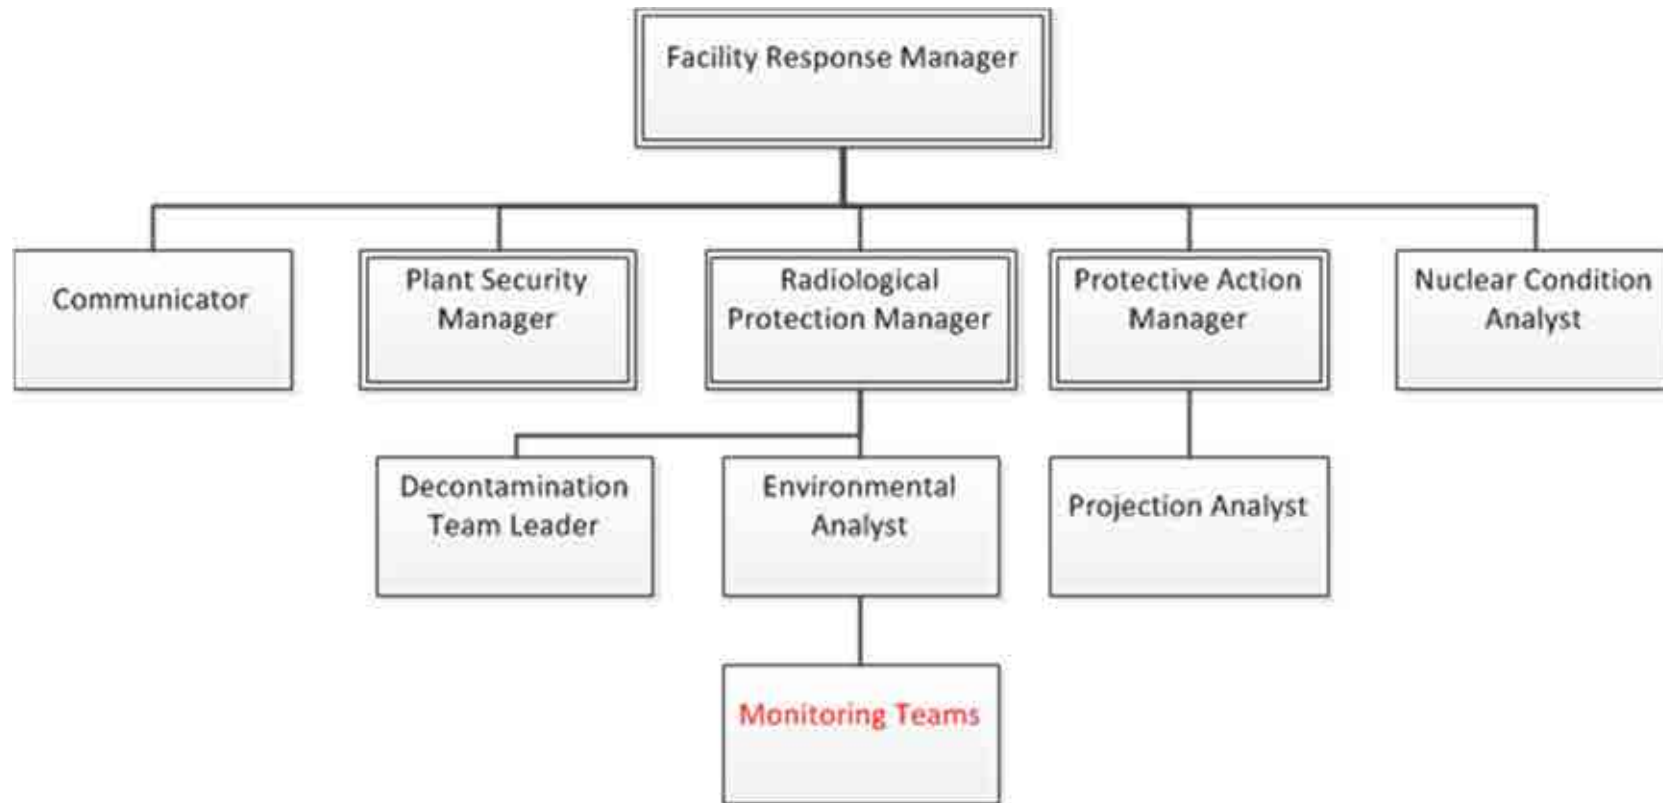 Facility Response Manager
Communicator
Plant Security
Manager
Radiological
Protection Manager
Protective Action
Manager
Nuclear Condition
Analyst
Decontamination
Team Leader
Environmental
Analyst
Projection Analyst
Monitoring Teams